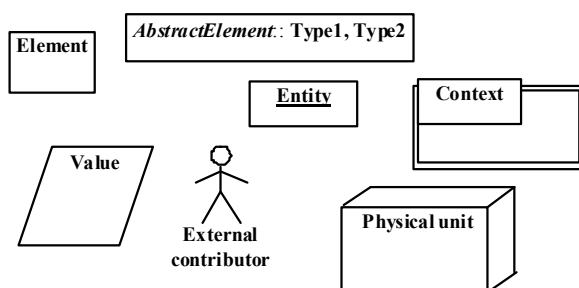 Element
AbstractElement:: Type1, Type2
Entity
Context
Value
External
contributor
Physical unit